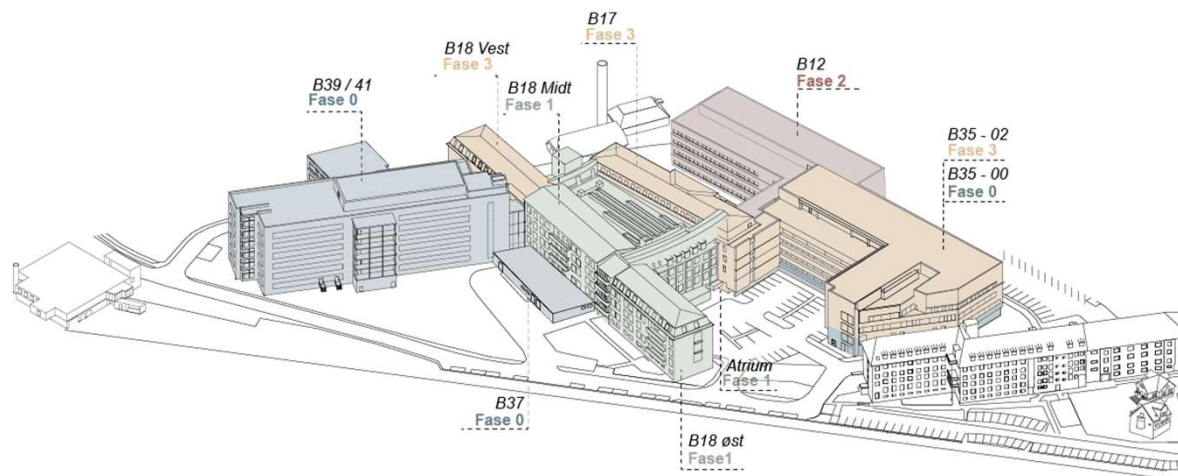 B17
Fase 3
B18 Vest
Fase 3
B12
Fase 2
B39 / 41
Fase 0
B18 Midt
Fase 1
B35 - 02
Fase 3
B35 - 00
Fase 0
Atrium
Fase 1
B37
Fase 0
B18 øst
Fase1